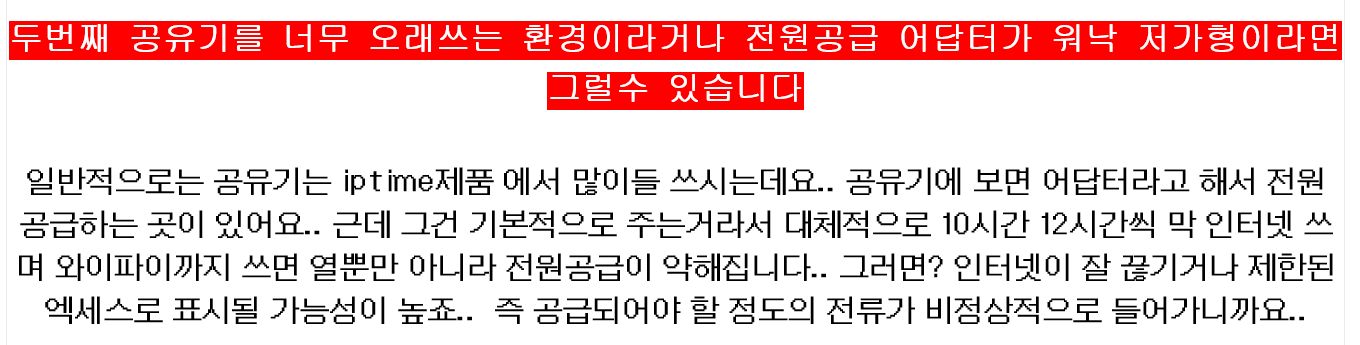 두번째 공유기를 너무 오래쓰는 환경이라거나 전원공급 어답터가 워낙 저가형이라면
그럴수 있습니다
일반적으로는 공유기는 iptime제품 에서 많이들 쓰시는데요.. 공유기에 보면 어답터라고 해서 전원
공급하는 곳이 있어요.. 근데 그건 기본적으로 주는거라서 대체적으로 10시간 12시간씩 막 인터넷 쓰
며 와이파이까지 쓰면 열뿐만 아니라 전원공급이 약해집니다.. 그러면? 인터넷이 잘 끊기거나 제한된
엑세스로 표시될 가능성이 높죠.. 즉 공급되어야 할 정도의 전류가 비정상적으로 들어가니까요..